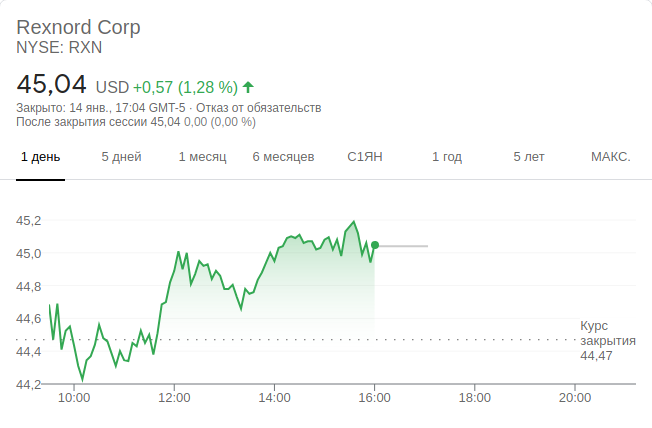 Rexnord Corp
NYSE: RXN
45,04 USD +0,57 (1,28 %)
Закрыто: 14 янв., 17:04 GMT-5 · Отказ от обязательств
После закрытия сессии 45,04 0,00 (0,00 %)
1 день 5 дней 1 месяц 6 месяцев С1ЯН 1 год 5 лет МАКС.
45,2
45,0
44,8
44,6
44,4
44,2
Курс
закрытия
44,47
10:00 12:00 14:00 16:00 18:00 20:00